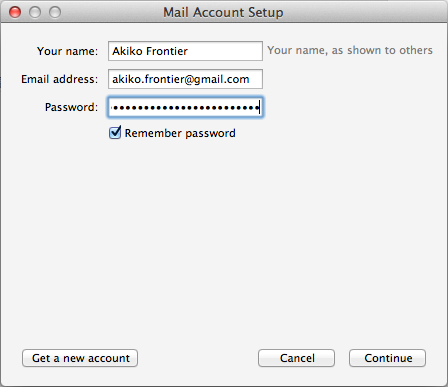 Mail Account Setup
Your name: Akiko Frontier Your name, as shown to others
Email address: akiko.frontier@gmail.com
Password: ••••••••••••••••••••••••
Remember password
Get a new account Cancel Continue